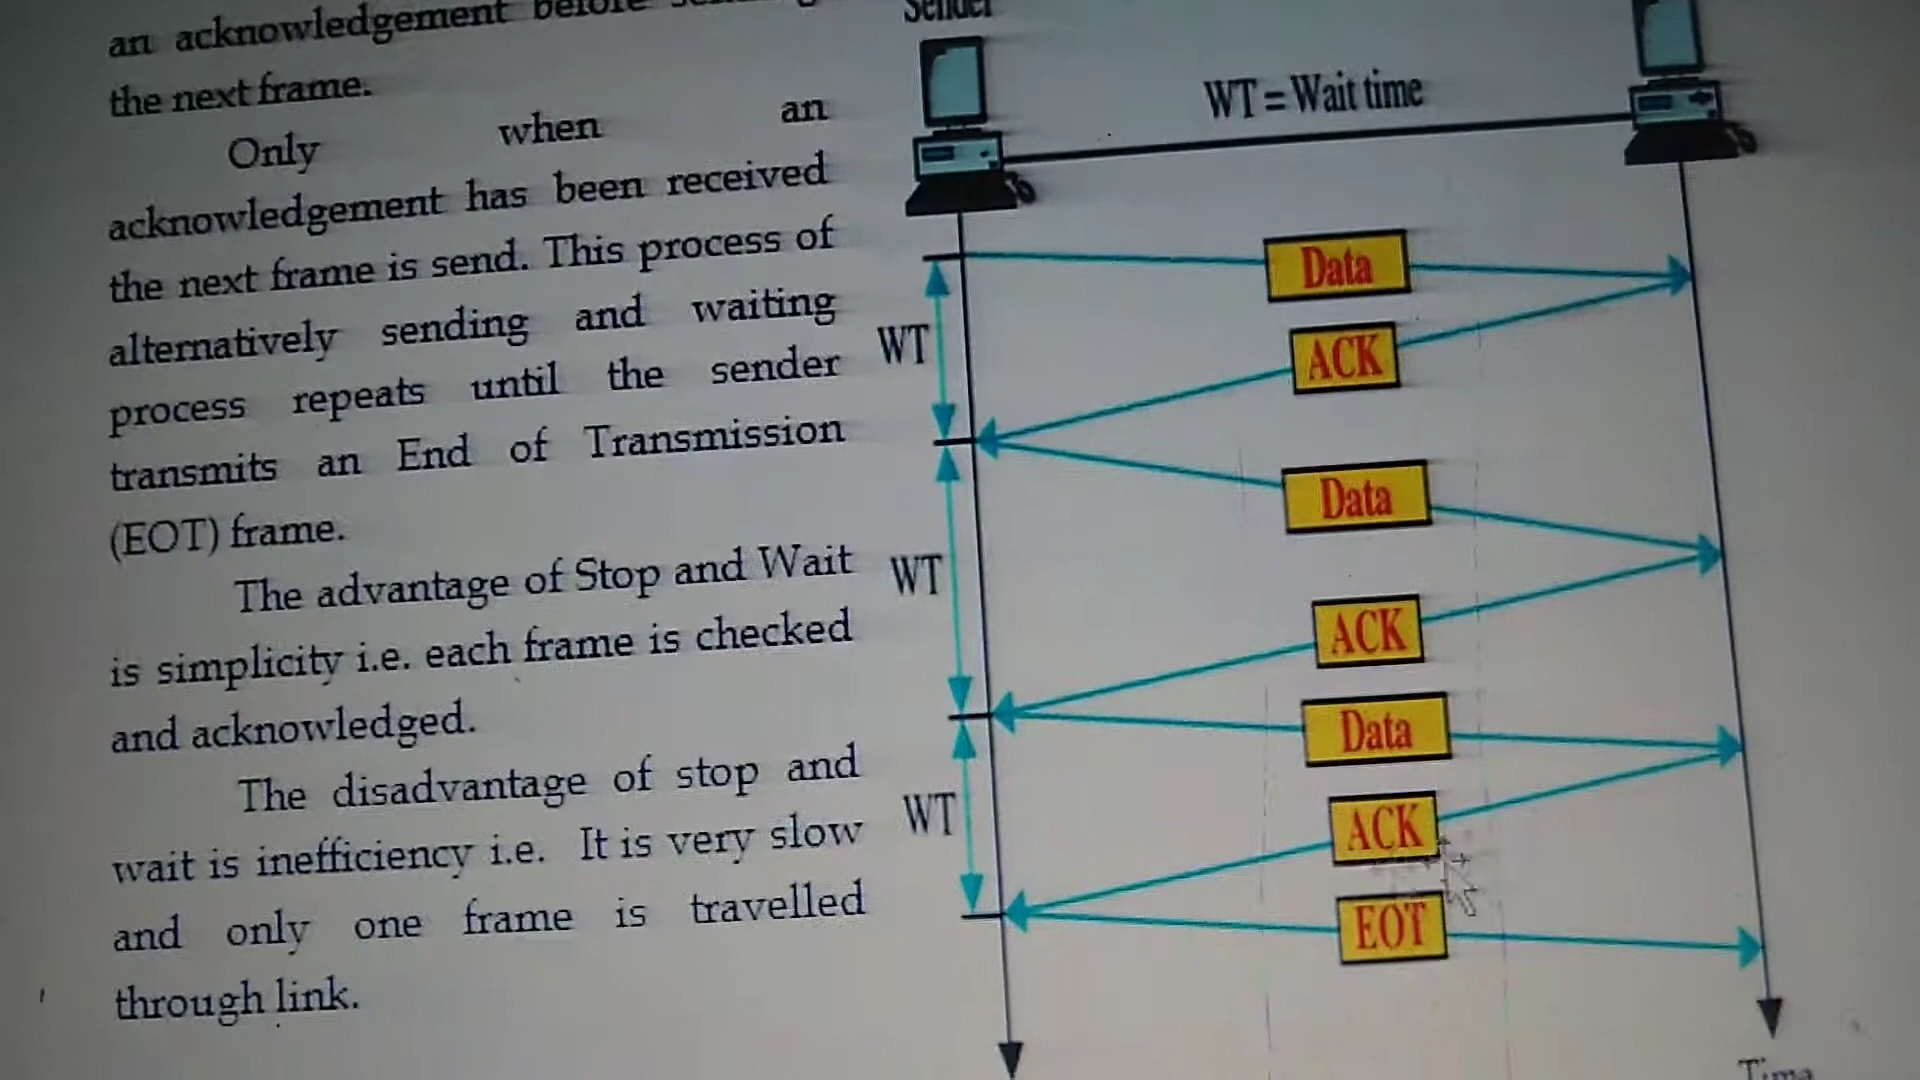 an acknowledgement before
the next frame.
Only when an
acknowledgement has been received
the next frame is send. This process of
alternatively sending and waiting
process repeats until the sender
transmits an End of Transmission
(EOT) frame.
The advantage of Stop and Wait
is simplicity i.e. each frame is checked
and acknowledged.
The disadvantage of stop and
wait is inefficiency i.e. It is very slow
and only one frame is travelled
through link.
Sender
WT = Wait time
Data
WT
ACK
Data
WT
ACK
Data
WT
ACK
EOT
Time